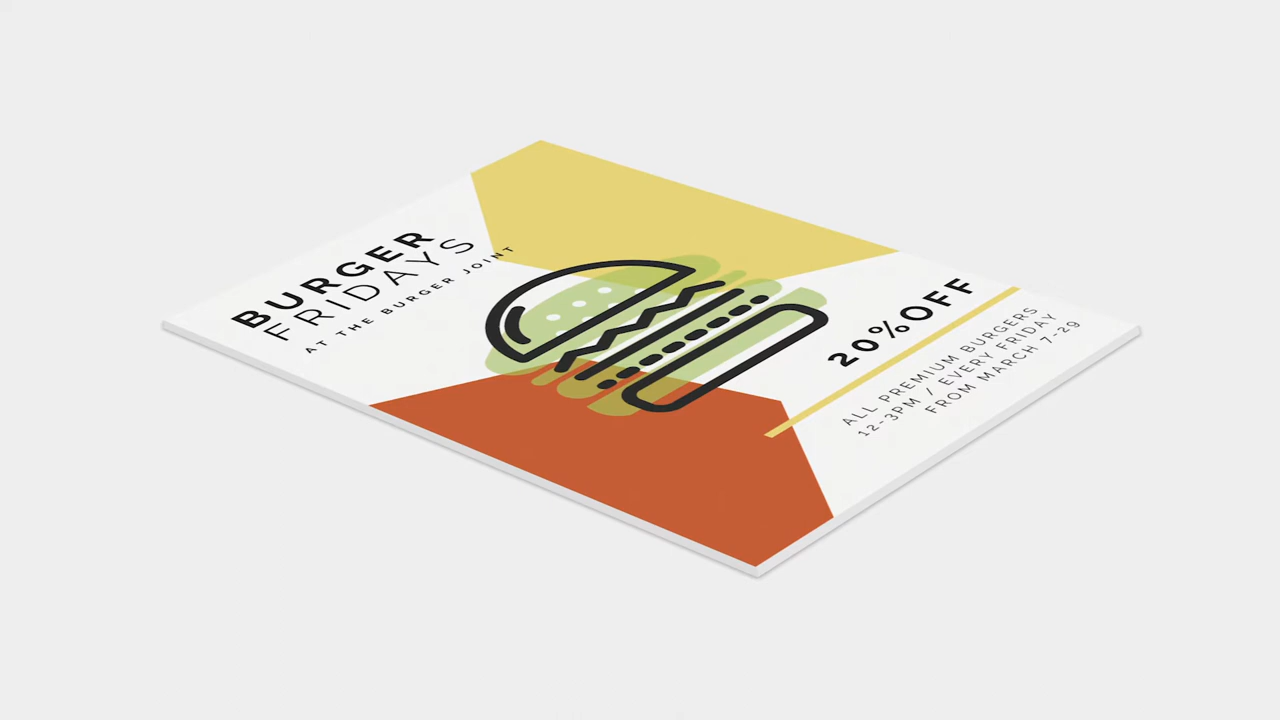 BURGER
FRIDAYS
AT THE BURGER JOINT
20%OFF
ALL PREMIUM BURGERS
12-3PM / EVERY FRIDAY
FROM MARCH 7-29